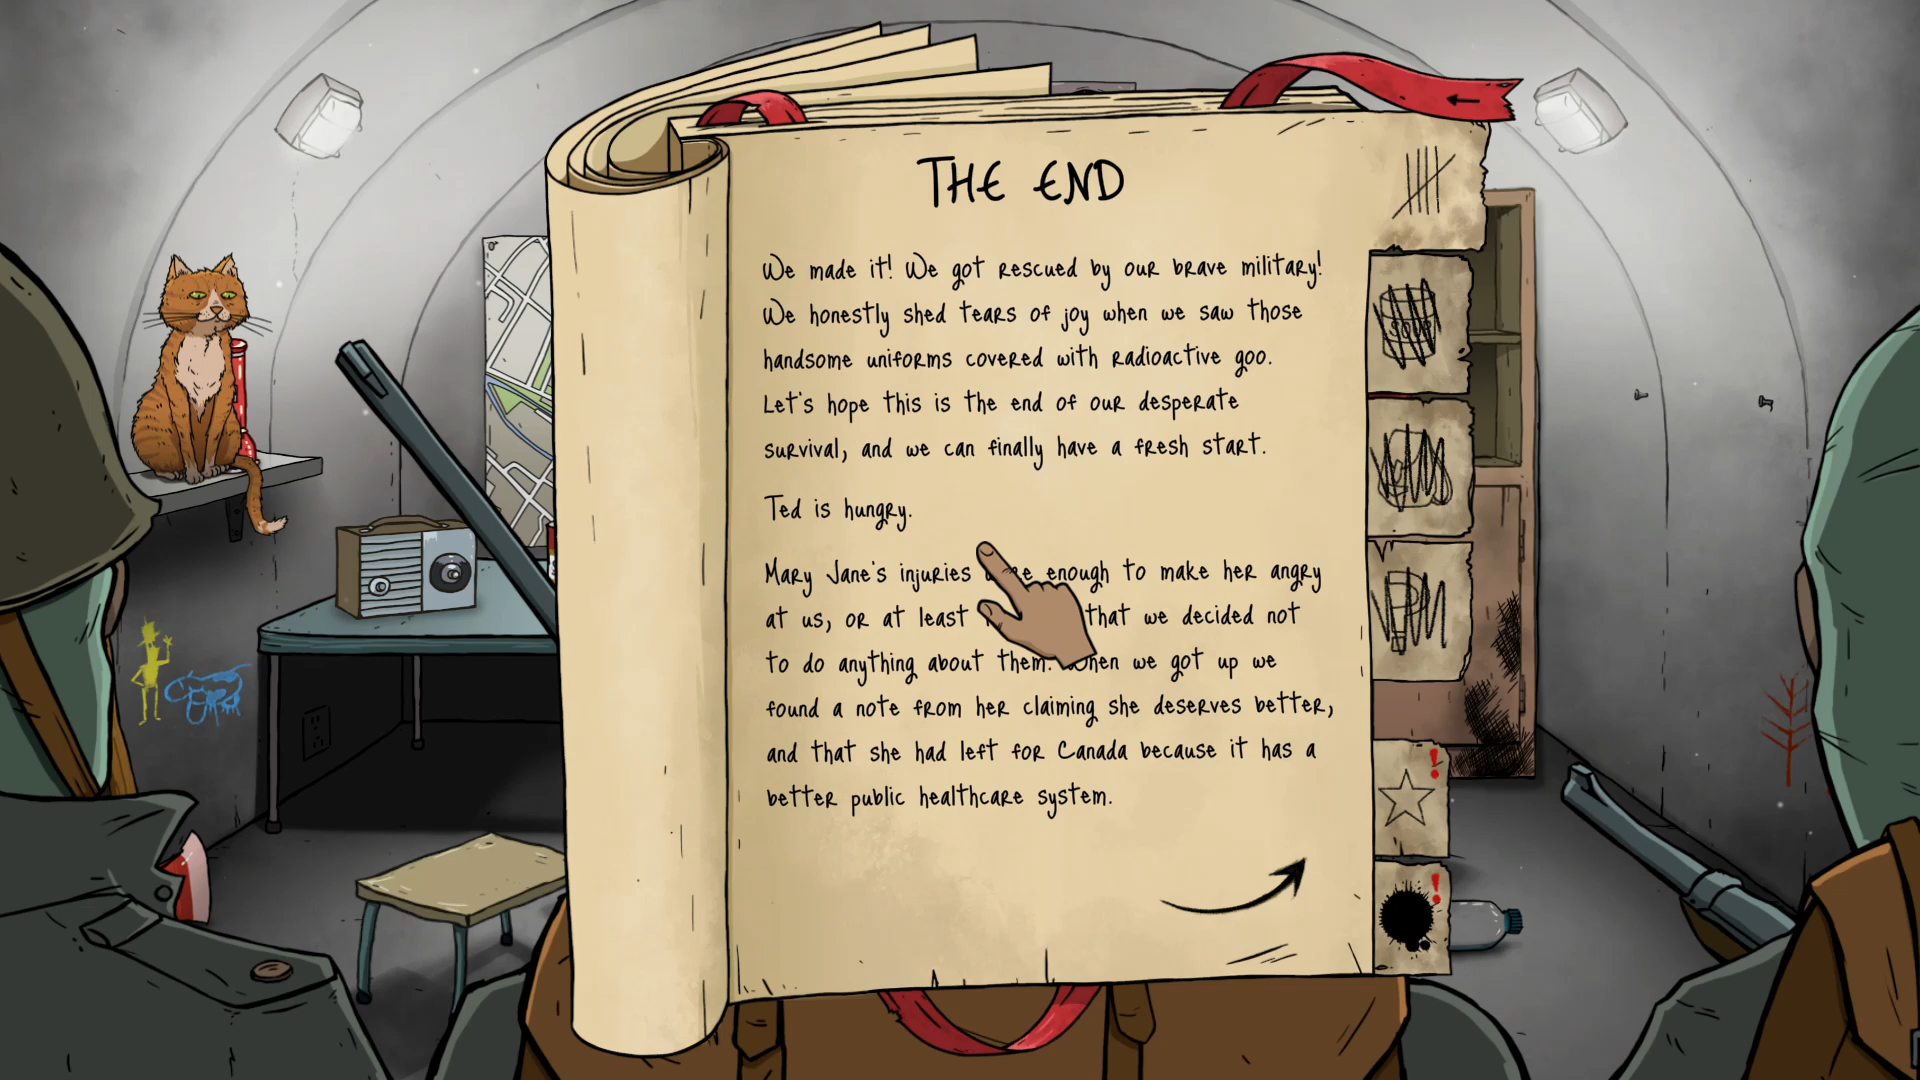 THE END
We made it! We got rescued by our brave military!
We honestly shed tears of joy when we saw those
handsome uniforms covered with radioactive goo.
Let's hope this is the end of our desperate
survival, and we can finally have a fresh start.
Ted is hungry.
Mary Jane's injuries enough to make her angry
at us, or at least that we decided not
to do anything about them. When we got up we
found a note from her claiming she deserves better,
and that she had left for Canada because it has a
better public healthcare system.